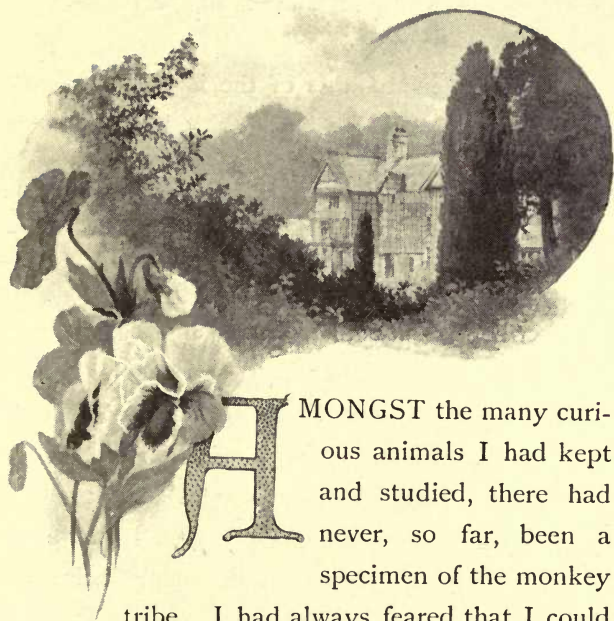 AMONGST the many curi-
ous animals I had kept
and studied, there had
never, so far, been a
specimen of the monkey
tribe. I had always feared that I could